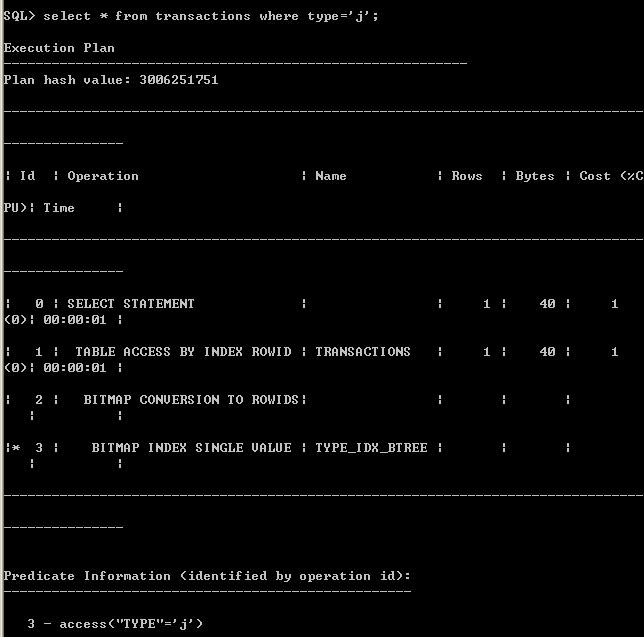 SQL> select * from transactions where type='j';
Execution Plan
----------------------------------------------------------
Plan hash value: 3006251751
--------------------------------------------------------------------------------
---------------
| Id  | Operation                    | Name            | Rows  | Bytes | Cost (%C
PU)| Time     |
--------------------------------------------------------------------------------
---------------
|   0 | SELECT STATEMENT             |                 |     1 |    40 |     1
(0)| 00:00:01 |
|   1 |  TABLE ACCESS BY INDEX ROWID | TRANSACTIONS    |     1 |    40 |     1
(0)| 00:00:01 |
|   2 |   BITMAP CONVERSION TO ROWIDS|                 |       |       |
   |          |
|*  3 |    BITMAP INDEX SINGLE VALUE | TYPE_IDX_BTREE  |       |       |
   |          |
--------------------------------------------------------------------------------
---------------
Predicate Information (identified by operation id):
---------------------------------------------------
   3 - access("TYPE"='j')